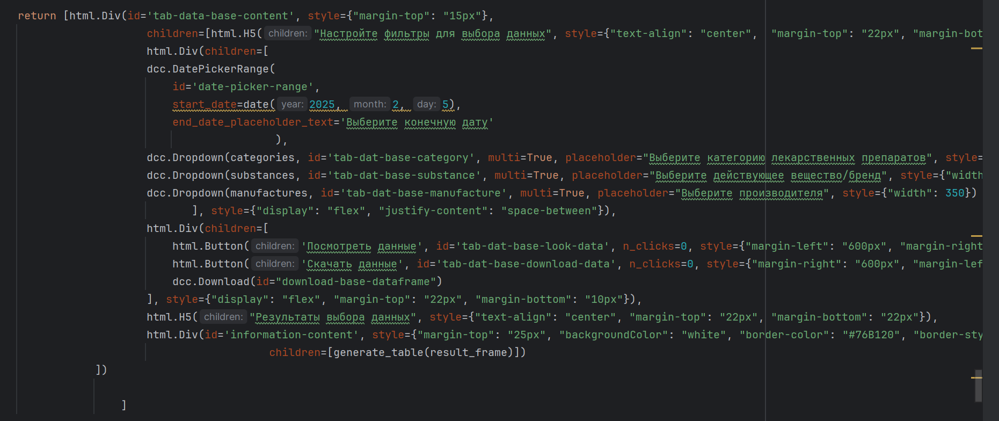 return [html.Div(id='tab-data-base-content', style={"margin-top": "15px"},
children=[html.H5( children: "Настройте фильтры для выбора данных", style={"text-align": "center",  "margin-top": "22px", "margin-bot
html.Div(children=[
dcc.DatePickerRange(
id='date-picker-range',
start_date=date( year: 2025, month: 2, day: 5),
end_date_placeholder_text='Выберите конечную дату'
),
dcc.Dropdown(categories, id='tab-dat-base-category', multi=True, placeholder="Выберите категорию лекарственных препаратов", style=
dcc.Dropdown(substances, id='tab-dat-base-substance', multi=True, placeholder="Выберите действующее вещество/бренд", style={"width
dcc.Dropdown(manufactures, id='tab-dat-base-manufacture', multi=True, placeholder="Выберите производителя", style={"width": 350})
], style={"display": "flex", "justify-content": "space-between"}),
html.Div(children=[
html.Button( children: 'Посмотреть данные', id='tab-dat-base-look-data', n_clicks=0, style={"margin-left": "600px", "margin-right
html.Button( children: 'Скачать данные', id='tab-dat-base-download-data', n_clicks=0, style={"margin-right": "600px", "margin-lef
dcc.Download(id="download-base-dataframe")
], style={"display": "flex", "margin-top": "22px", "margin-bottom": "10px"}),
html.H5( children: "Результаты выбора данных", style={"text-align": "center", "margin-top": "22px", "margin-bottom": "22px"}),
html.Div(id='information-content', style={"margin-top": "25px", "backgroundColor": "white", "border-color": "#76B120", "border-sty
children=[generate_table(result_frame)])
])
]